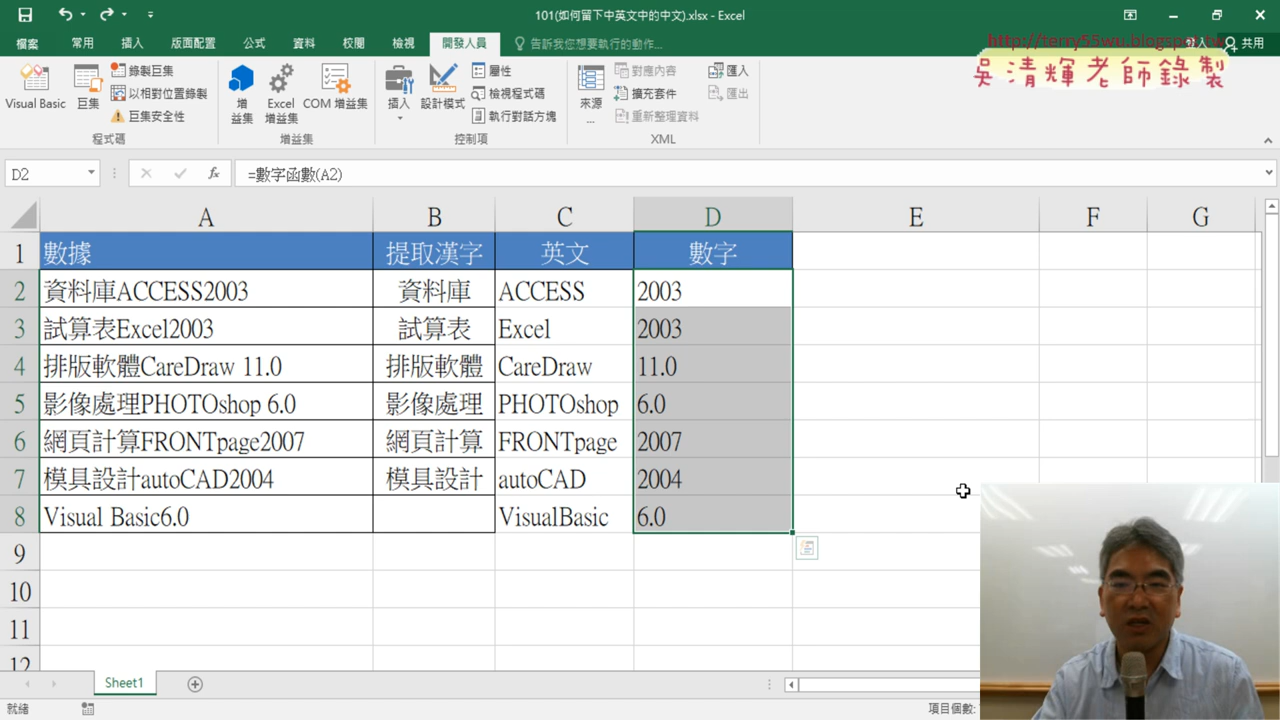 101(如何留下中英文中的中文).xlsx - Excel
檔案 常用 插入 版面配置 公式 資料 校閱 檢視 開發人員 告訴我您想要執行的動作... 共用
http://terry55wu.blogspot.tw
吳清輝老師錄製
Visual Basic
巨集
錄製巨集
以相對位置錄製
巨集安全性
程式碼
增益集
Excel 增益集
COM 增益集
增益集
插入
設計模式
屬性
檢視程式碼
執行對話方塊
控制項
來源...
對應內容
擴充套件
重新整理資料
匯入
匯出
XML
D2 fx =數字函數(A2)
A B C D E F G
1 數據 提取漢字 英文 數字
2 資料庫ACCESS2003 資料庫 ACCESS 2003
3 試算表Excel2003 試算表 Excel 2003
4 排版軟體CareDraw 11.0 排版軟體 CareDraw 11.0
5 影像處理PHOTOshop 6.0 影像處理 PHOTOshop 6.0
6 網頁計算FRONTpage2007 網頁計算 FRONTpage 2007
7 模具設計autoCAD2004 模具設計 autoCAD 2004
8 Visual Basic6.0 VisualBasic 6.0
9
10
11
12
Sheet1
就緒 項目個數: